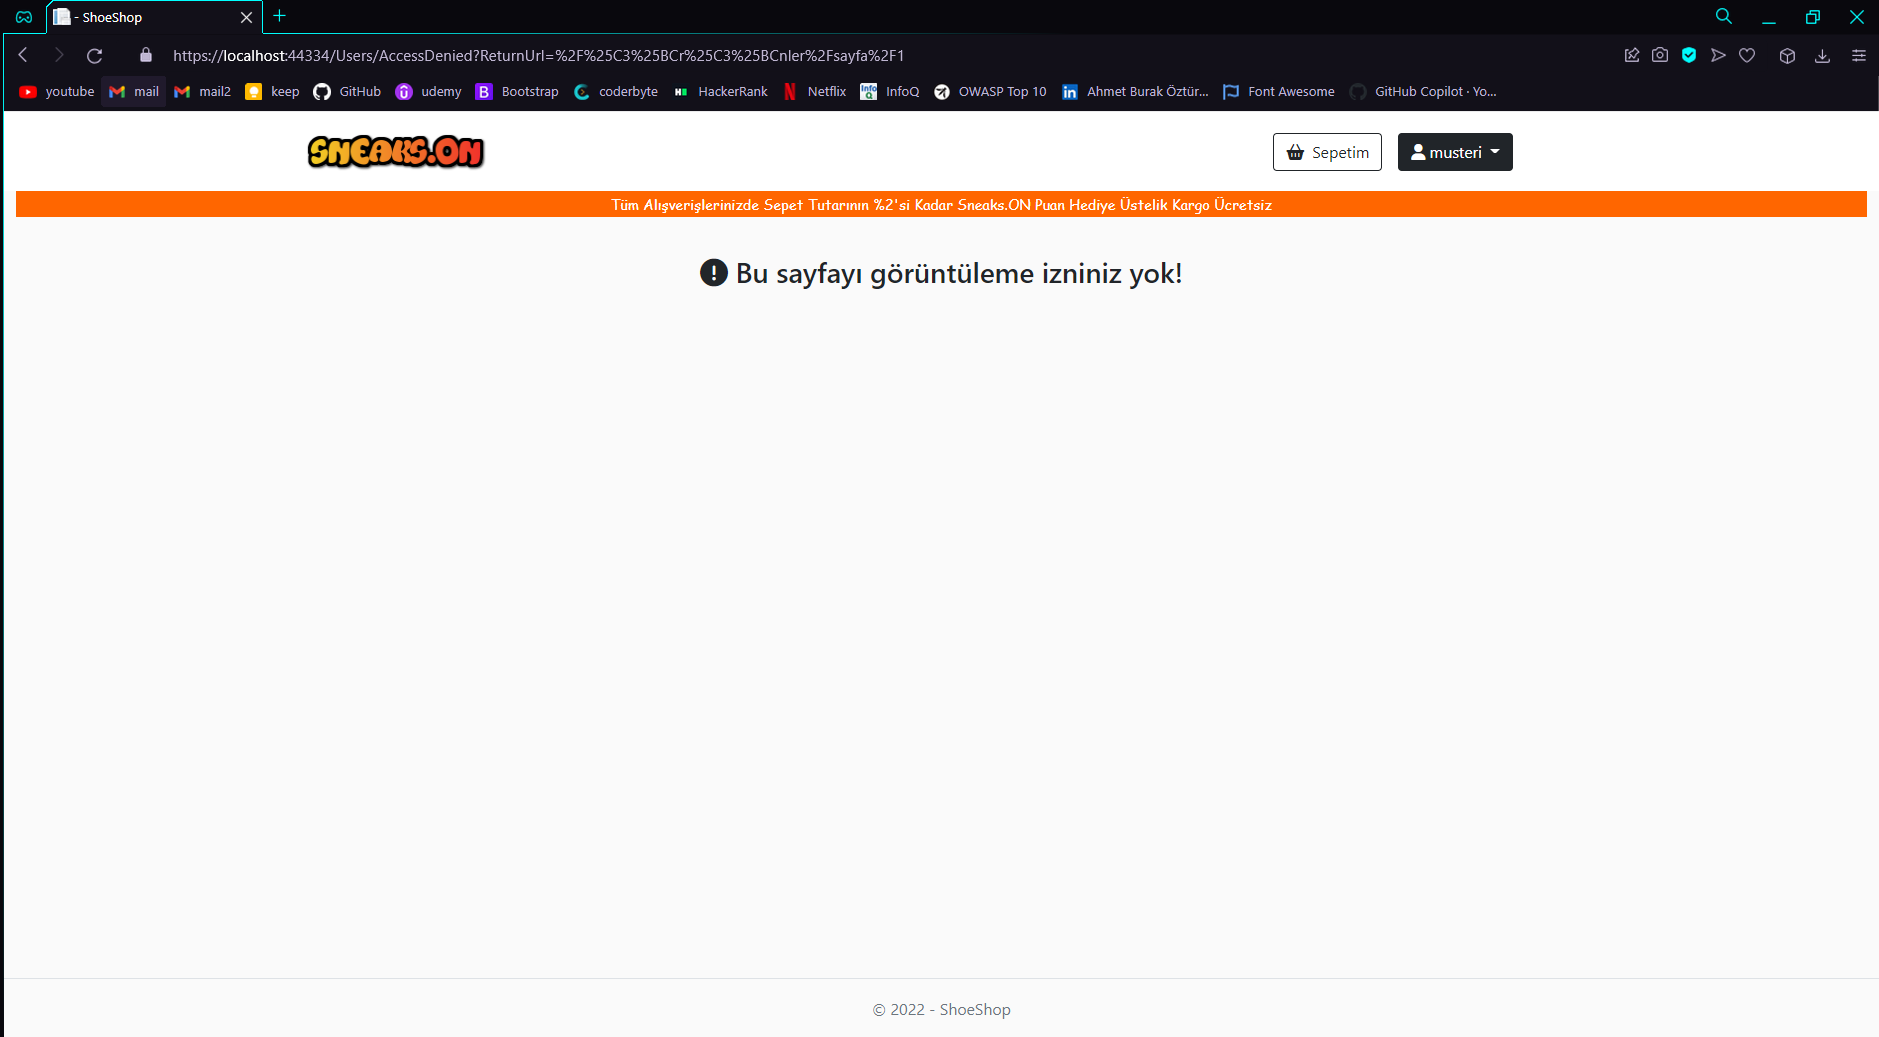 - ShoeShop
https://localhost:44334/Users/AccessDenied?ReturnUrl=%2F%25C3%25BCr%25C3%25BCnler%2Fsayfa%2F1
youtube mail mail2 keep GitHub udemy Bootstrap coderbyte HackerRank Netflix InfoQ OWASP Top 10 Ahmet Burak Öztür... Font Awesome GitHub Copilot · Yo...
SNEAKS.ON Sepetim musteri
Tüm Alışverişlerinizde Sepet Tutarının %2'si Kadar Sneaks.ON Puan Hediye Üstelik Kargo Ücretsiz
Bu sayfayı görüntüleme izniniz yok!
© 2022 - ShoeShop